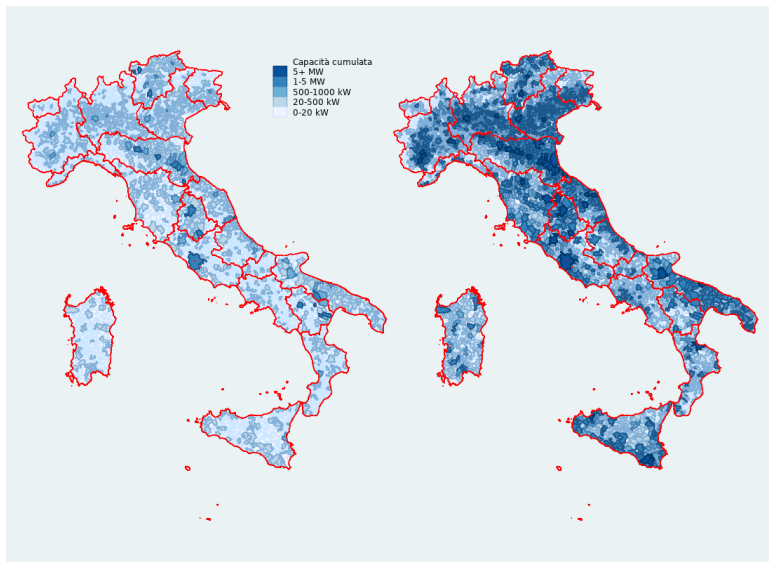 Capacità cumulata
5+ MW
1-5 MW
500-1000 kW
20-500 kW
0-20 kW